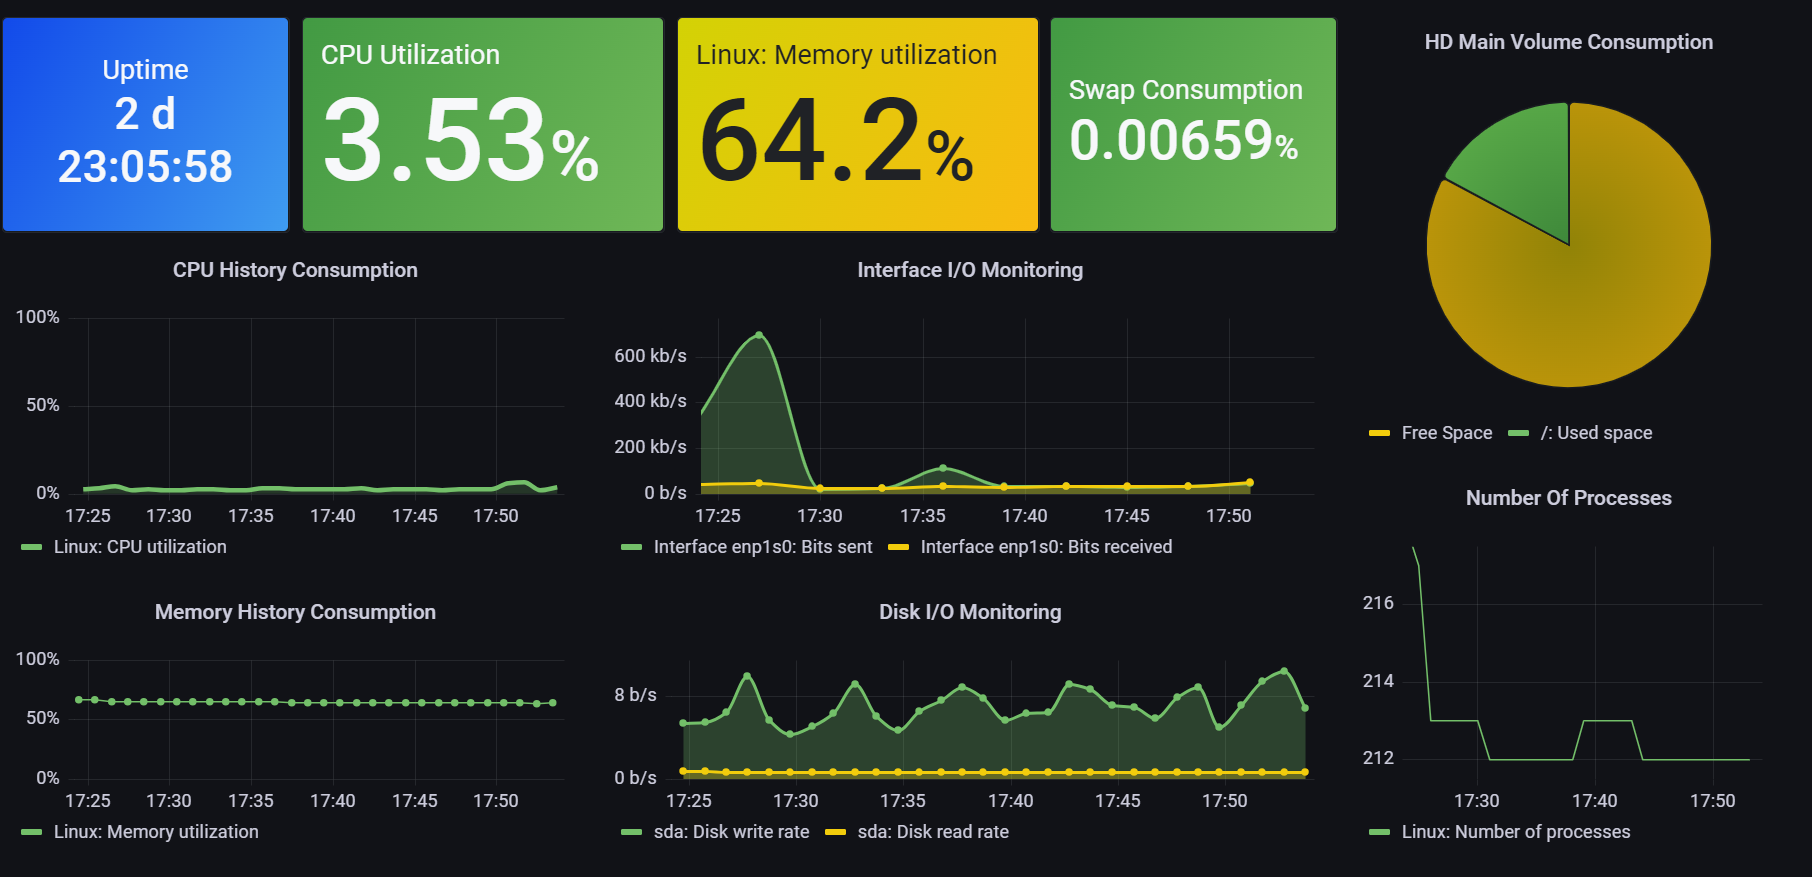 Uptime
2 d
23:05:58
CPU Utilization
3.53%
Linux: Memory utilization
64.2%
Swap Consumption
0.00659%
HD Main Volume Consumption
Free Space
/: Used space
CPU History Consumption
100%
50%
0%
17:25 17:30 17:35 17:40 17:45 17:50
Linux: CPU utilization
Interface I/O Monitoring
600 kb/s
400 kb/s
200 kb/s
0 b/s
17:25 17:30 17:35 17:40 17:45 17:50
Interface enp1s0: Bits sent
Interface enp1s0: Bits received
Number Of Processes
216
214
212
17:30 17:40 17:50
Linux: Number of processes
Memory History Consumption
100%
50%
0%
17:25 17:30 17:35 17:40 17:45 17:50
Linux: Memory utilization
Disk I/O Monitoring
8 b/s
0 b/s
17:25 17:30 17:35 17:40 17:45 17:50
sda: Disk write rate
sda: Disk read rate